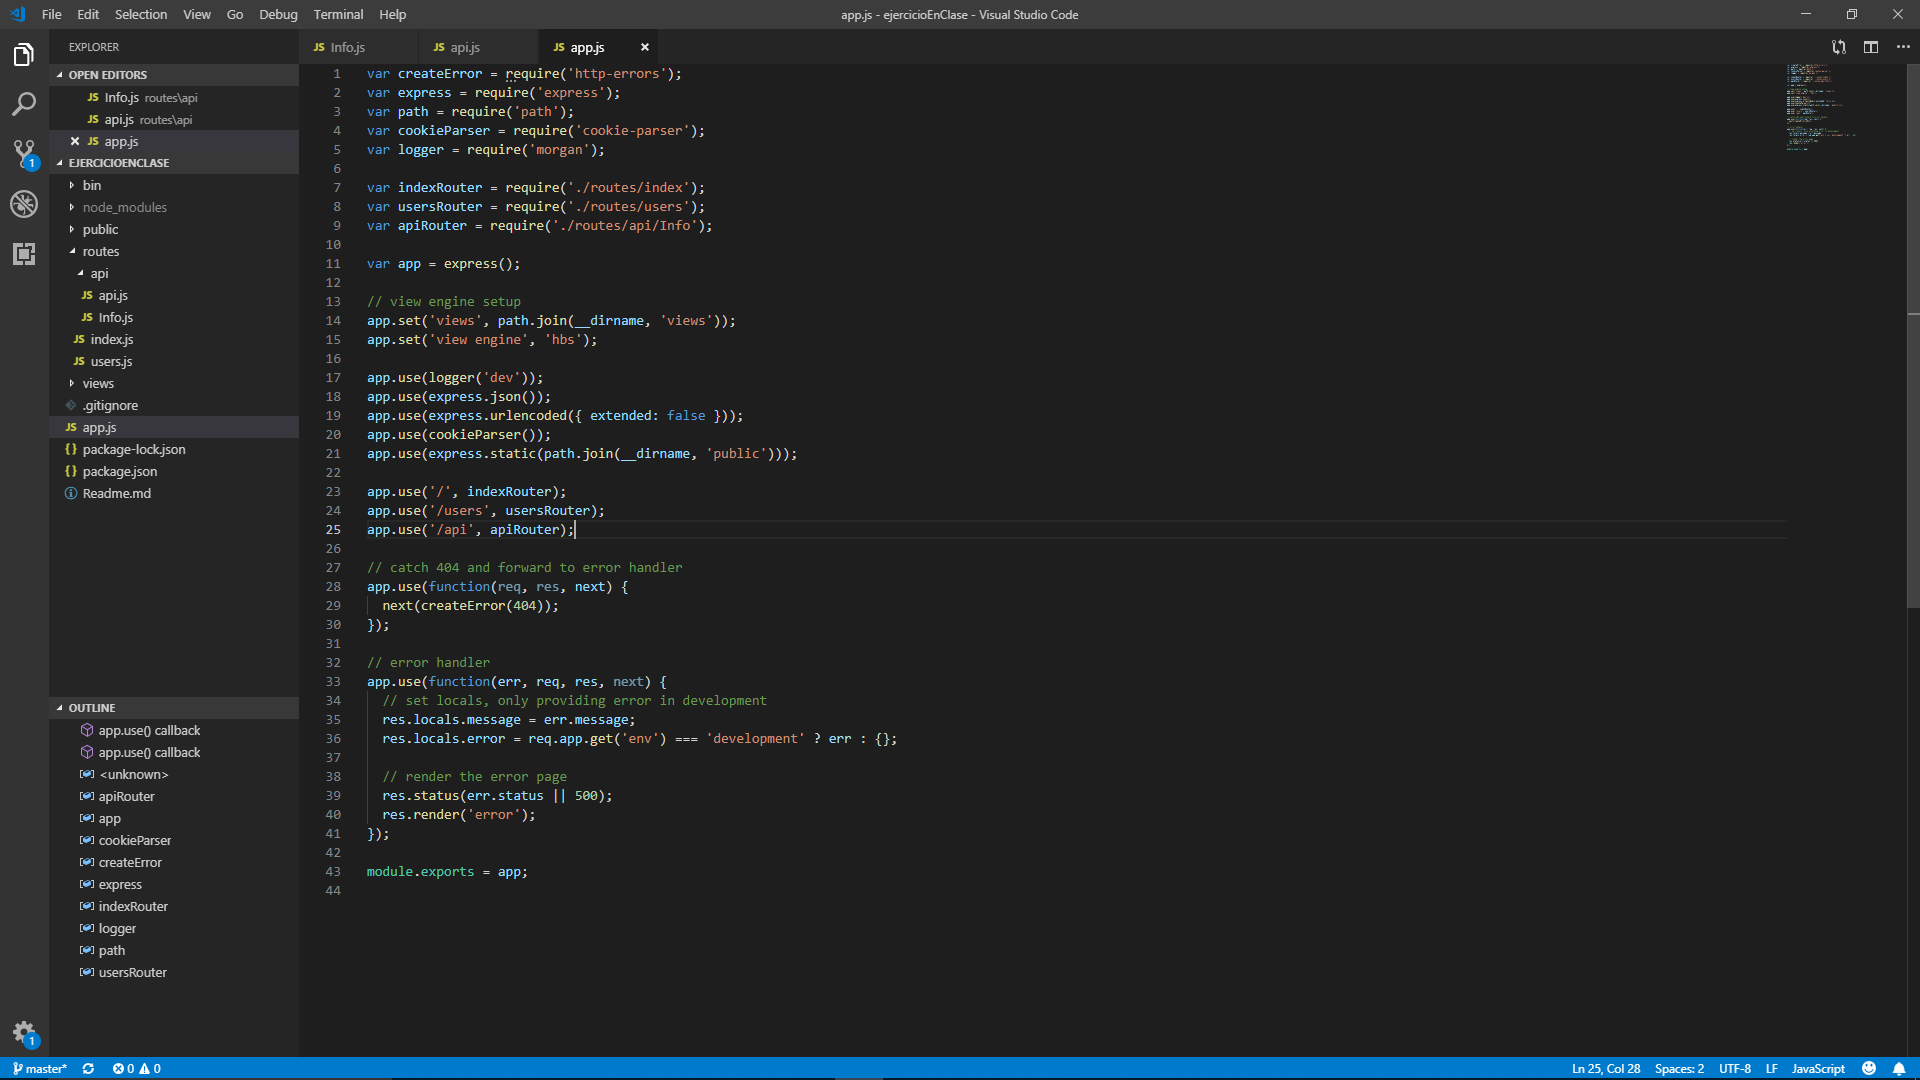 File Edit Selection View Go Debug Terminal Help
app.js - ejercicioEnClase - Visual Studio Code
EXPLORER
OPEN EDITORS
JS Info.js routes\api
JS api.js routes\api
JS app.js
EJERCICIOENCLASE
bin
node_modules
public
routes
api
JS api.js
JS Info.js
JS index.js
JS users.js
views
.gitignore
JS app.js
{} package-lock.json
{} package.json
Readme.md
OUTLINE
app.use() callback
app.use() callback
<unknown>
apiRouter
app
cookieParser
createError
express
indexRouter
logger
path
usersRouter
1
1
JS Info.js JS api.js JS app.js
1 var createError = require('http-errors');
2 var express = require('express');
3 var path = require('path');
4 var cookieParser = require('cookie-parser');
5 var logger = require('morgan');
6
7 var indexRouter = require('./routes/index');
8 var usersRouter = require('./routes/users');
9 var apiRouter = require('./routes/api/Info');
10
11 var app = express();
12
13 // view engine setup
14 app.set('views', path.join(__dirname, 'views'));
15 app.set('view engine', 'hbs');
16
17 app.use(logger('dev'));
18 app.use(express.json());
19 app.use(express.urlencoded({ extended: false }));
20 app.use(cookieParser());
21 app.use(express.static(path.join(__dirname, 'public')));
22
23 app.use('/', indexRouter);
24 app.use('/users', usersRouter);
25 app.use('/api', apiRouter);
26
27 // catch 404 and forward to error handler
28 app.use(function(req, res, next) {
29 next(createError(404));
30 });
31
32 // error handler
33 app.use(function(err, req, res, next) {
34 // set locals, only providing error in development
35 res.locals.message = err.message;
36 res.locals.error = req.app.get('env') === 'development' ? err : {};
37
38 // render the error page
39 res.status(err.status || 500);
40 res.render('error');
41 });
42
43 module.exports = app;
44
master* 0 0 Ln 25, Col 28 Spaces: 2 UTF-8 LF JavaScript